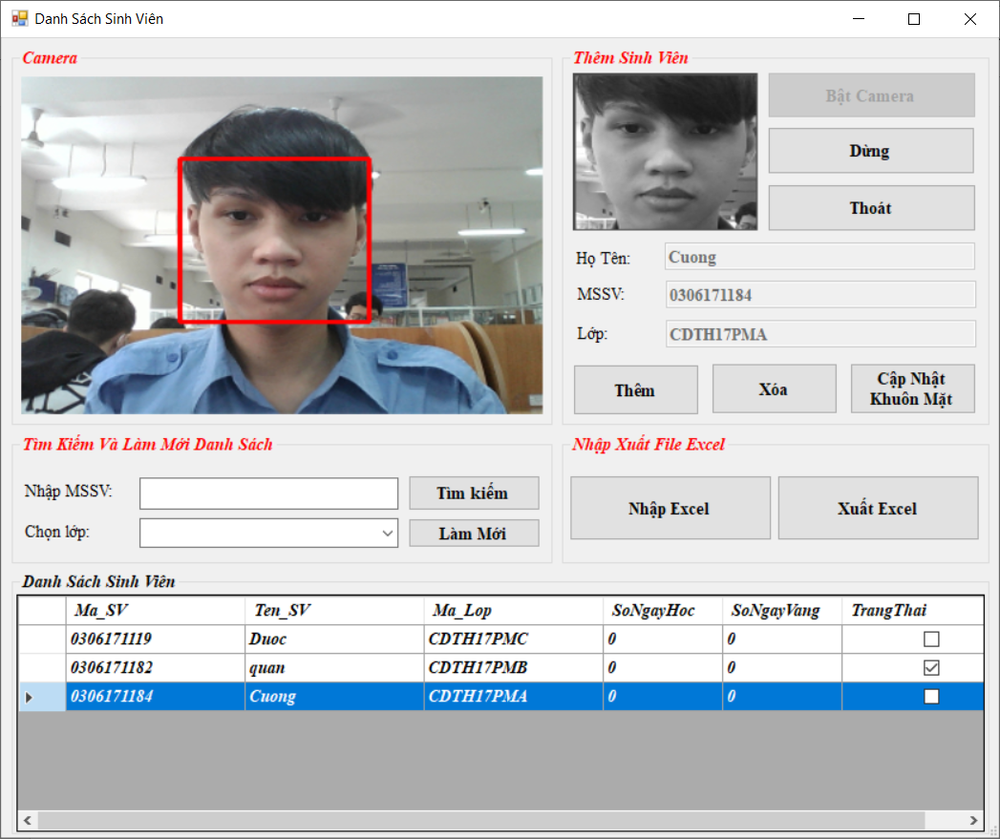 Danh Sách Sinh Viên
Camera
Thêm Sinh Viên
Bật Camera
Dừng
Thoát
Họ Tên: Cuong
MSSV: 0306171184
Lớp: CDTH17PMA
Thêm
Xóa
Cập Nhật
Khuôn Mặt
Tìm Kiếm Và Làm Mới Danh Sách
Nhập MSSV:
Tìm kiếm
Chọn lớp:
Làm Mới
Nhập Xuất File Excel
Nhập Excel
Xuất Excel
Danh Sách Sinh Viên
Ma_SV Ten_SV Ma_Lop SoNgayHoc SoNgayVang TrangThai
0306171119 Duoc CDTH17PMC 0 0
0306171182 quan CDTH17PMB 0 0
0306171184 Cuong CDTH17PMA 0 0